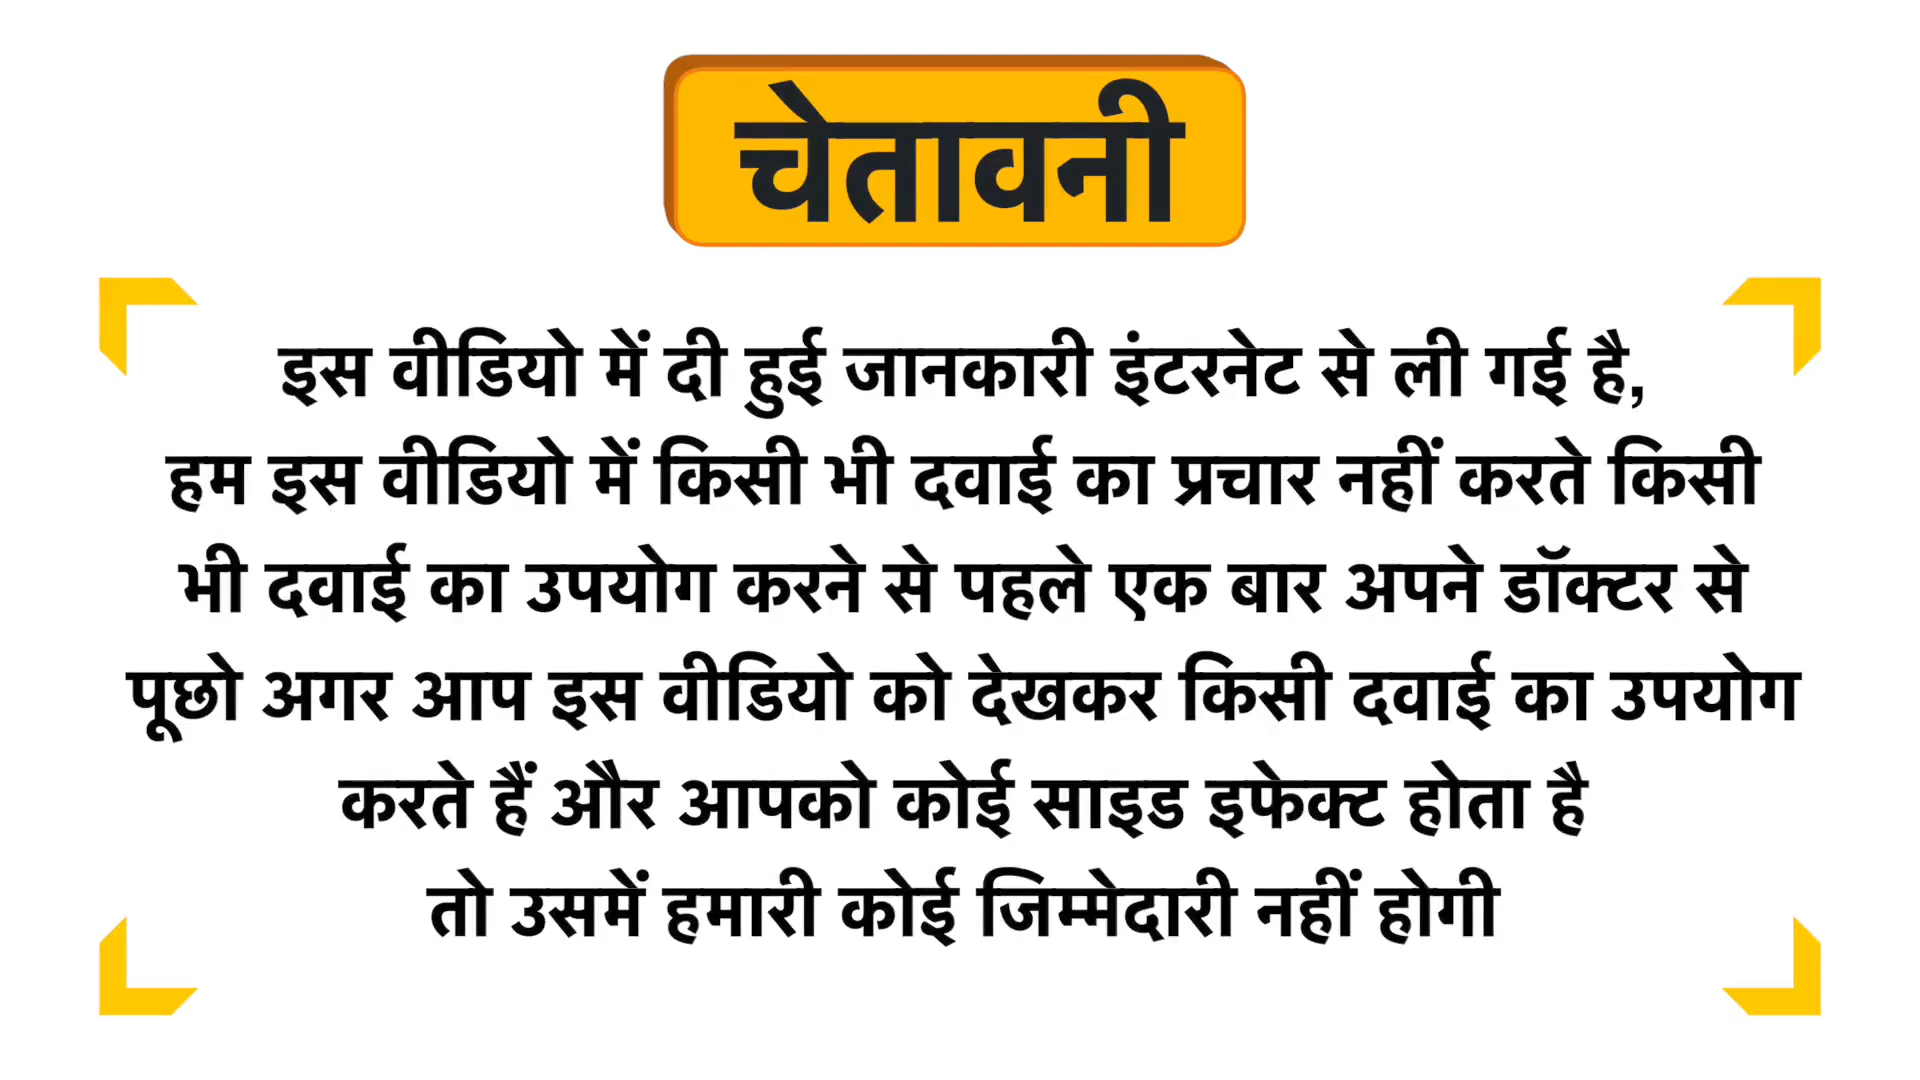 चेतावनी
इस वीडियो में दी हुई जानकारी इंटरनेट से ली गई है,
हम इस वीडियो में किसी भी दवाई का प्रचार नहीं करते किसी
भी दवाई का उपयोग करने से पहले एक बार अपने डॉक्टर से
पूछो अगर आप इस वीडियो को देखकर किसी दवाई का उपयोग
करते हैं और आपको कोई साइड इफेक्ट होता है
तो उसमें हमारी कोई जिम्मेदारी नहीं होगी